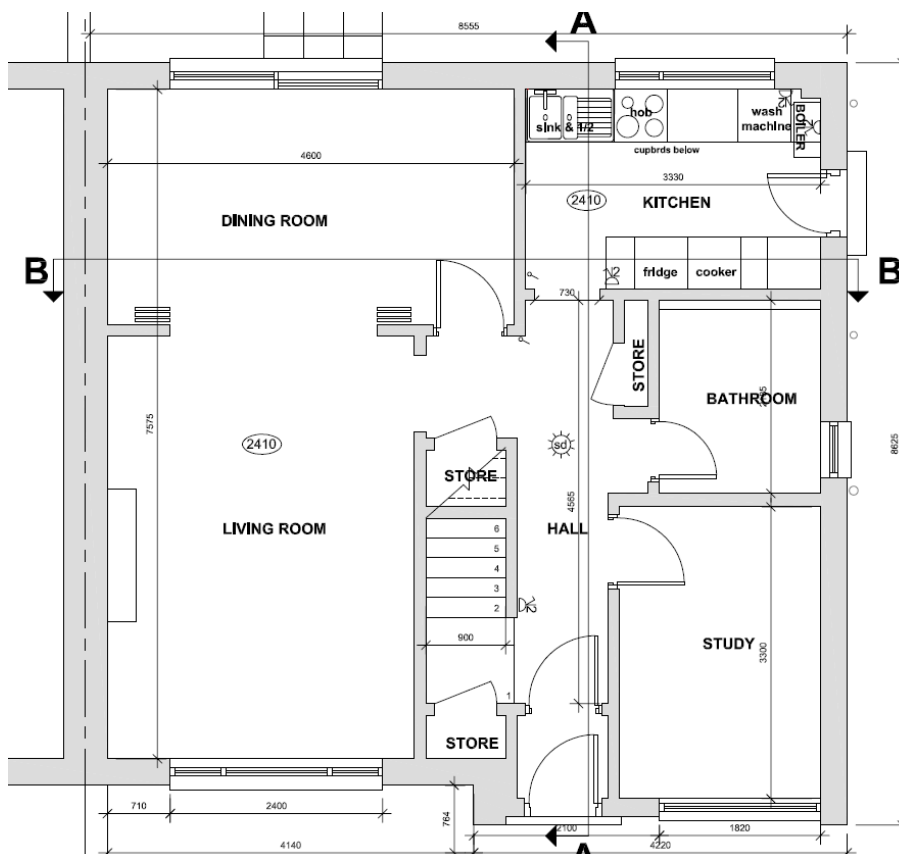 A
8555
sink & 1/2
hob
wash
machine
BOILER
cupbrds below
4600
3330
2410
KITCHEN
DINING ROOM
B
B
fridge
cooker
730
STORE
BATHROOM
7575
2410
sd
8625
STORE
4565
LIVING ROOM
HALL
6
5
4
3
2
900
STUDY
3300
1
STORE
710
2400
764
2100
1820
4140
4220
A